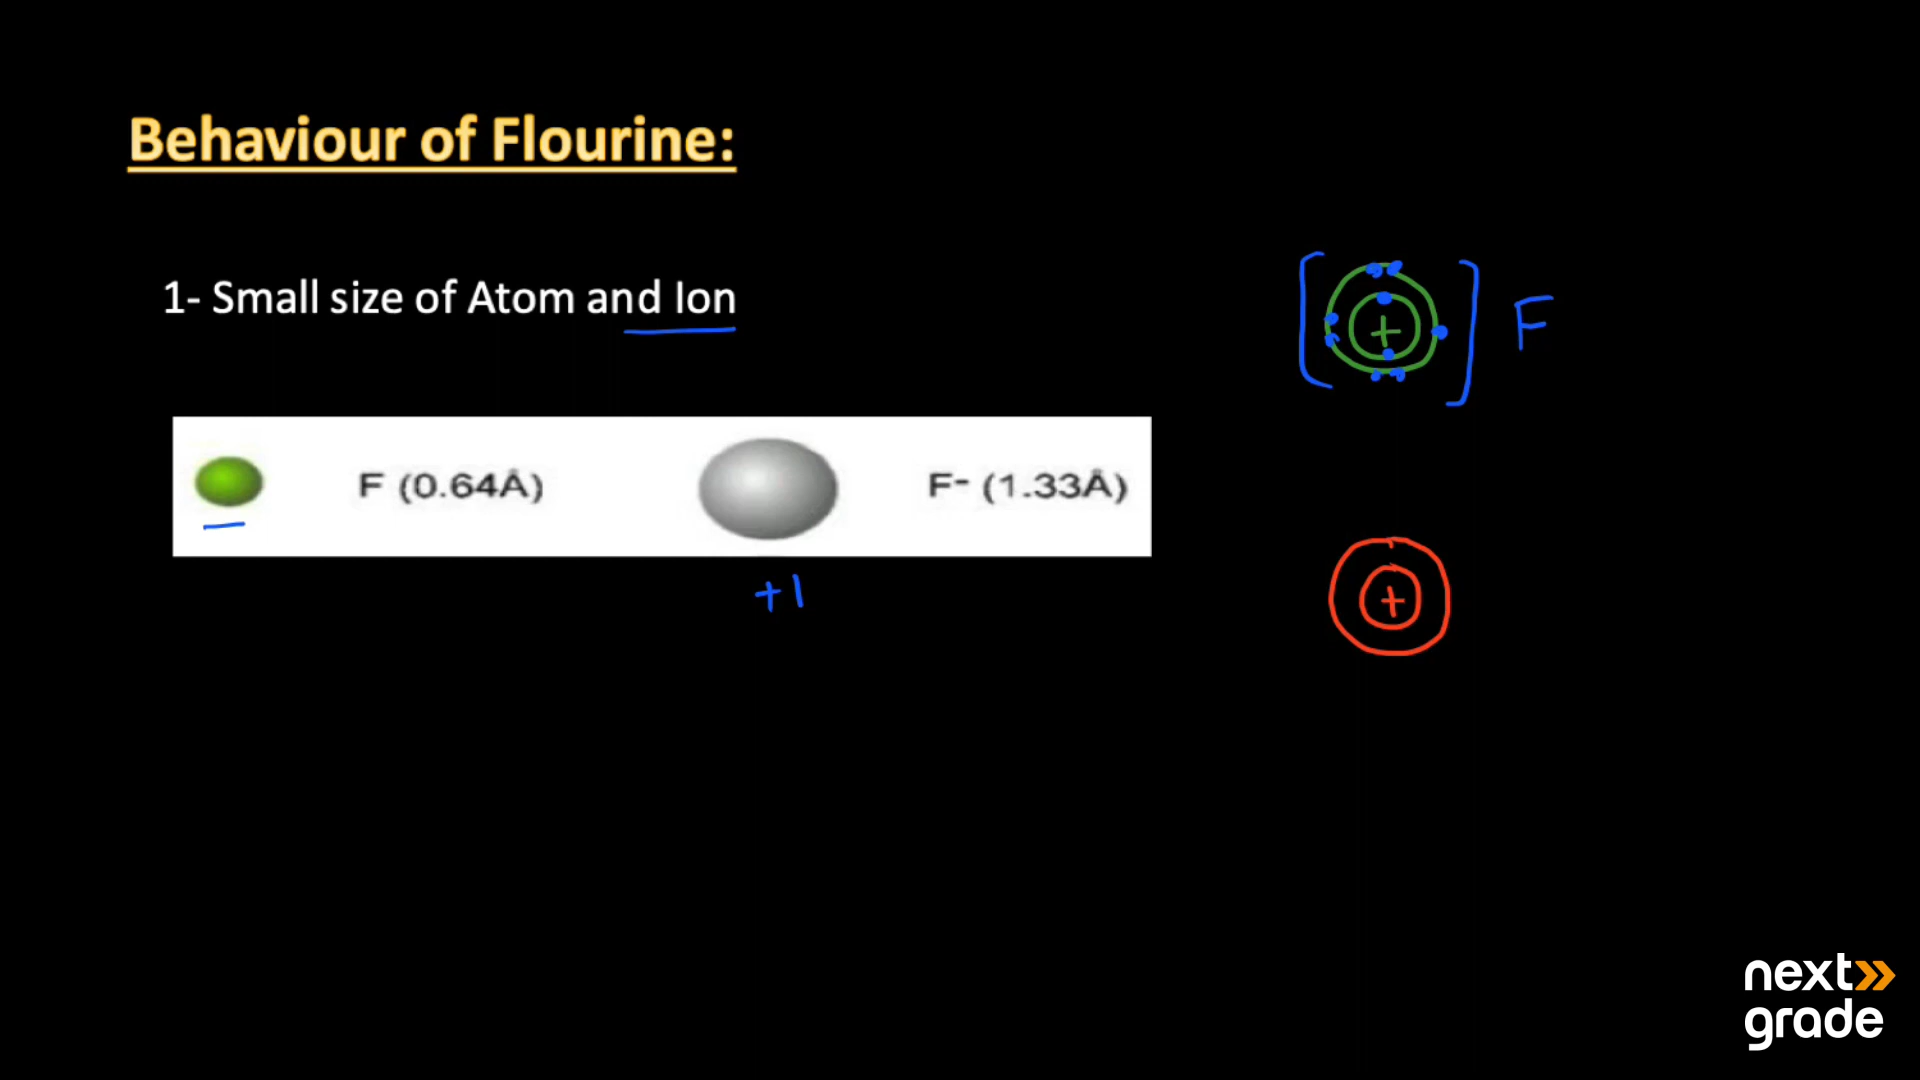 Behaviour of Flourine:
1- Small size of Atom and Ion
+ F
F (0.64Å) F- (1.33Å)
+1
+
next
grade